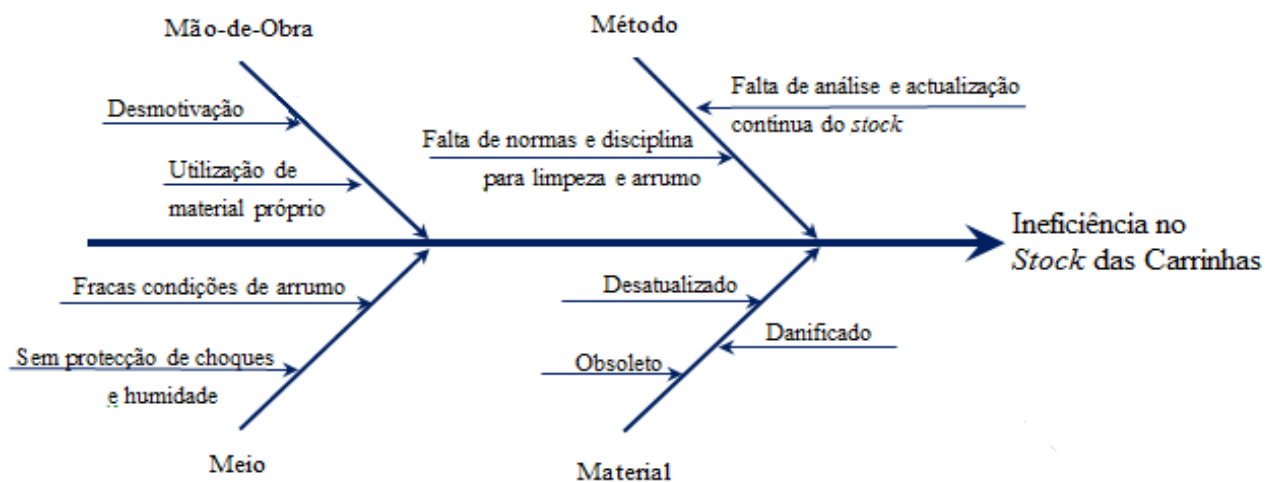 Mão-de-Obra
Método
Desmotivação
Utilização de
material próprio
Falta de análise e actualização
contínua do stock
Falta de normas e disciplina
para limpeza e arrumo
Ineficiência no
Stock das Carrinhas
Fracas condições de arrumo
Sem protecção de choques
e humidade
Desatualizado
Danificado
Obsoleto
Meio
Material